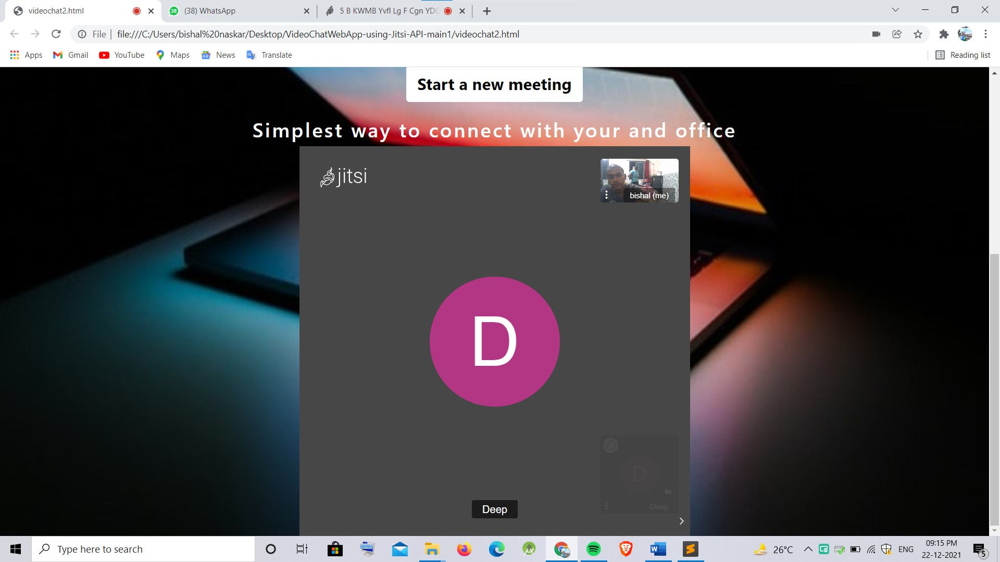 videochat2.html
38 (38) WhatsApp
5 B KWMB Yvfl Lg F Cgn YDC
File | file:///C:/Users/bishal%20naskar/Desktop/VideoChatWebApp-using-Jitsi-API-main1/videochat2.html
Apps Gmail YouTube Maps News Translate Reading list
Start a new meeting
Simplest way to connect with your and office
jitsi
bishal (me)
D
D
Deep
Deep
Type here to search
26°C
ENG
09:15 PM
22-12-2021
5